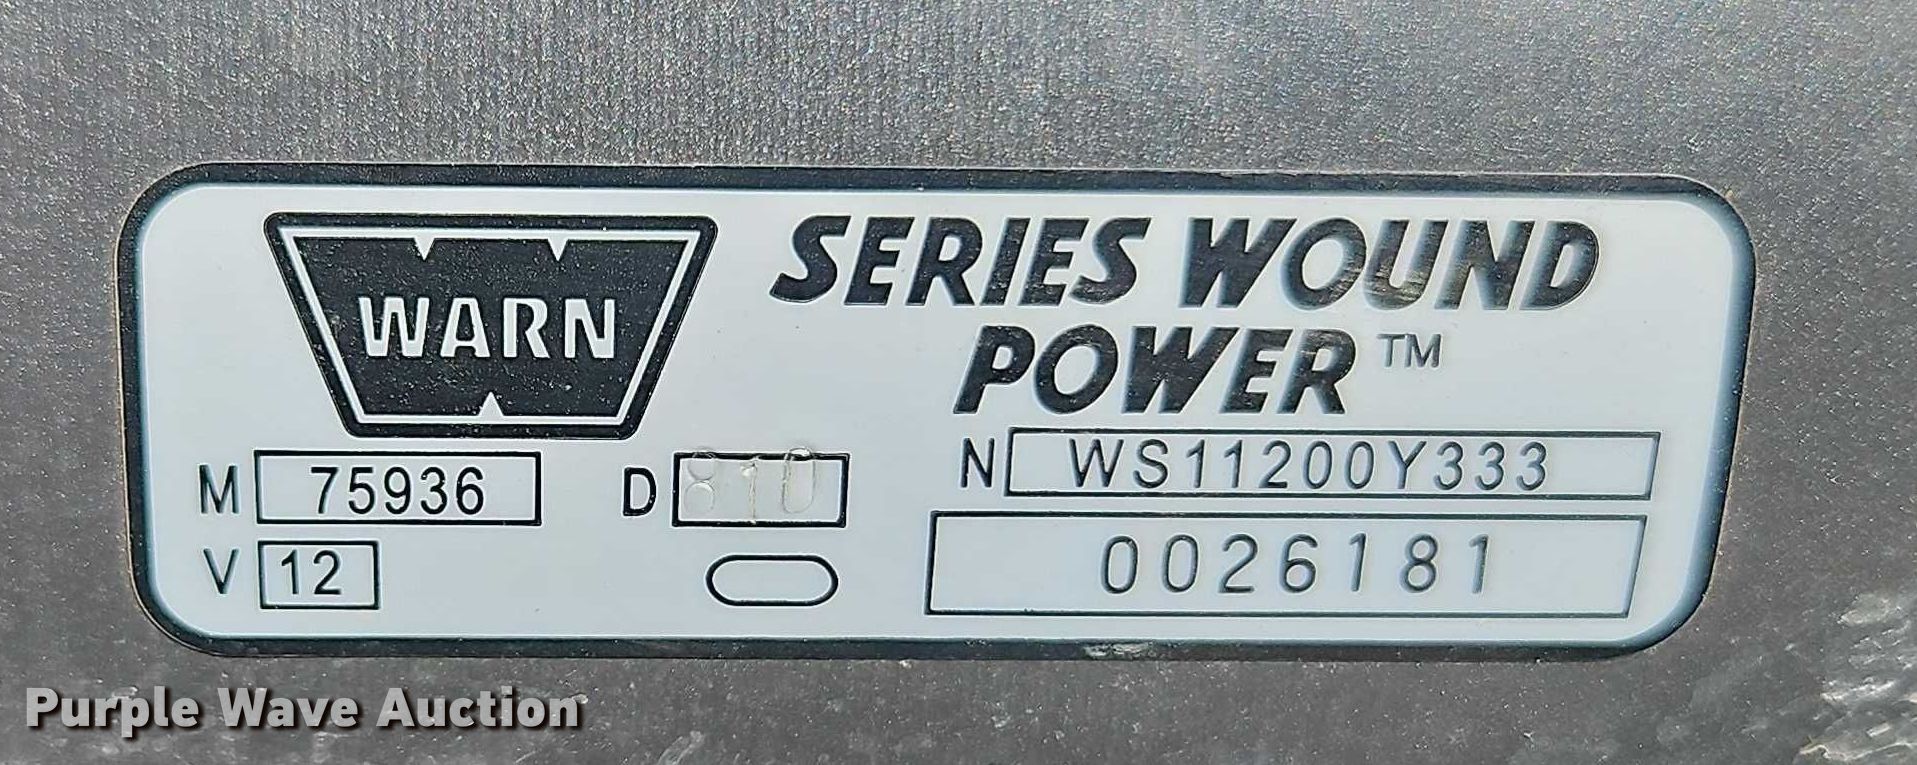 WARN
SERIES WOUND
POWER™
M 75936
D 810
N WS11200Y333
V 12
0026181
Purple Wave Auction